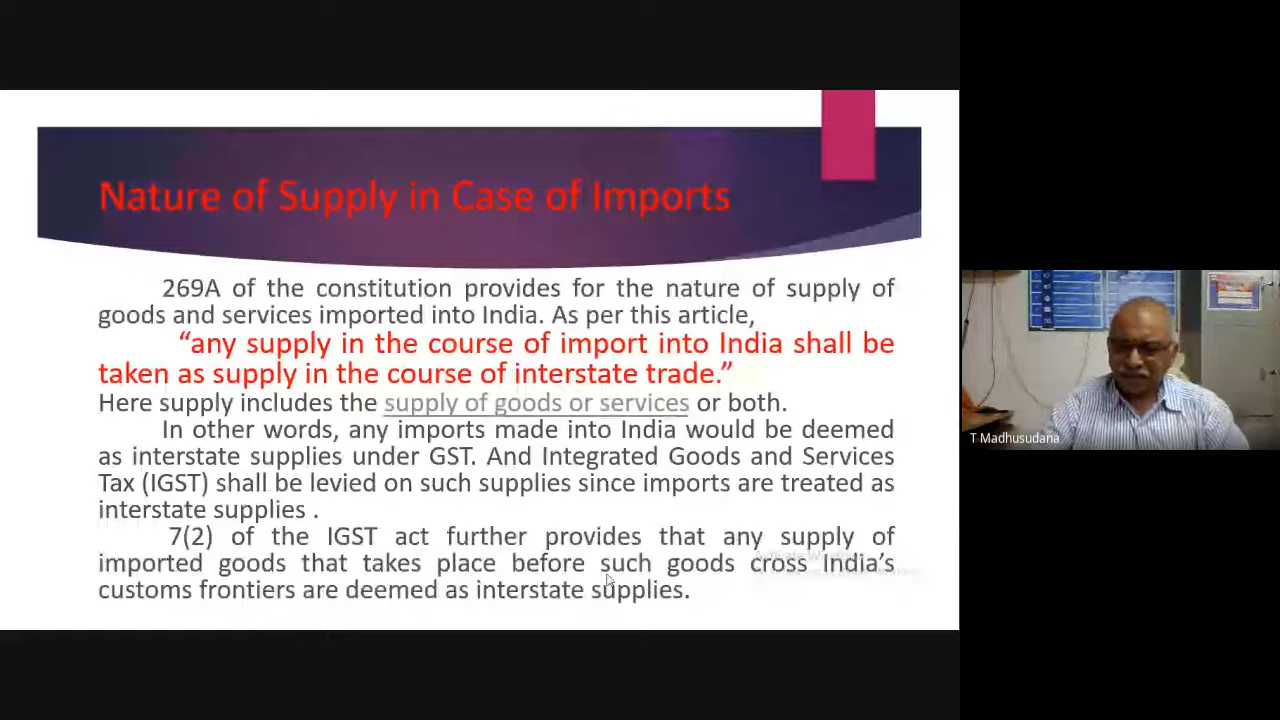 Nature of Supply in Case of Imports
269A of the constitution provides for the nature of supply of
goods and services imported into India. As per this article,
“any supply in the course of import into India shall be
taken as supply in the course of interstate trade.”
Here supply includes the supply of goods or services or both.
In other words, any imports made into India would be deemed
as interstate supplies under GST. And Integrated Goods and Services
Tax (IGST) shall be levied on such supplies since imports are treated as
interstate supplies .
7(2) of the IGST act further provides that any supply of
imported goods that takes place before such goods cross India’s
customs frontiers are deemed as interstate supplies.
T Madhusudana